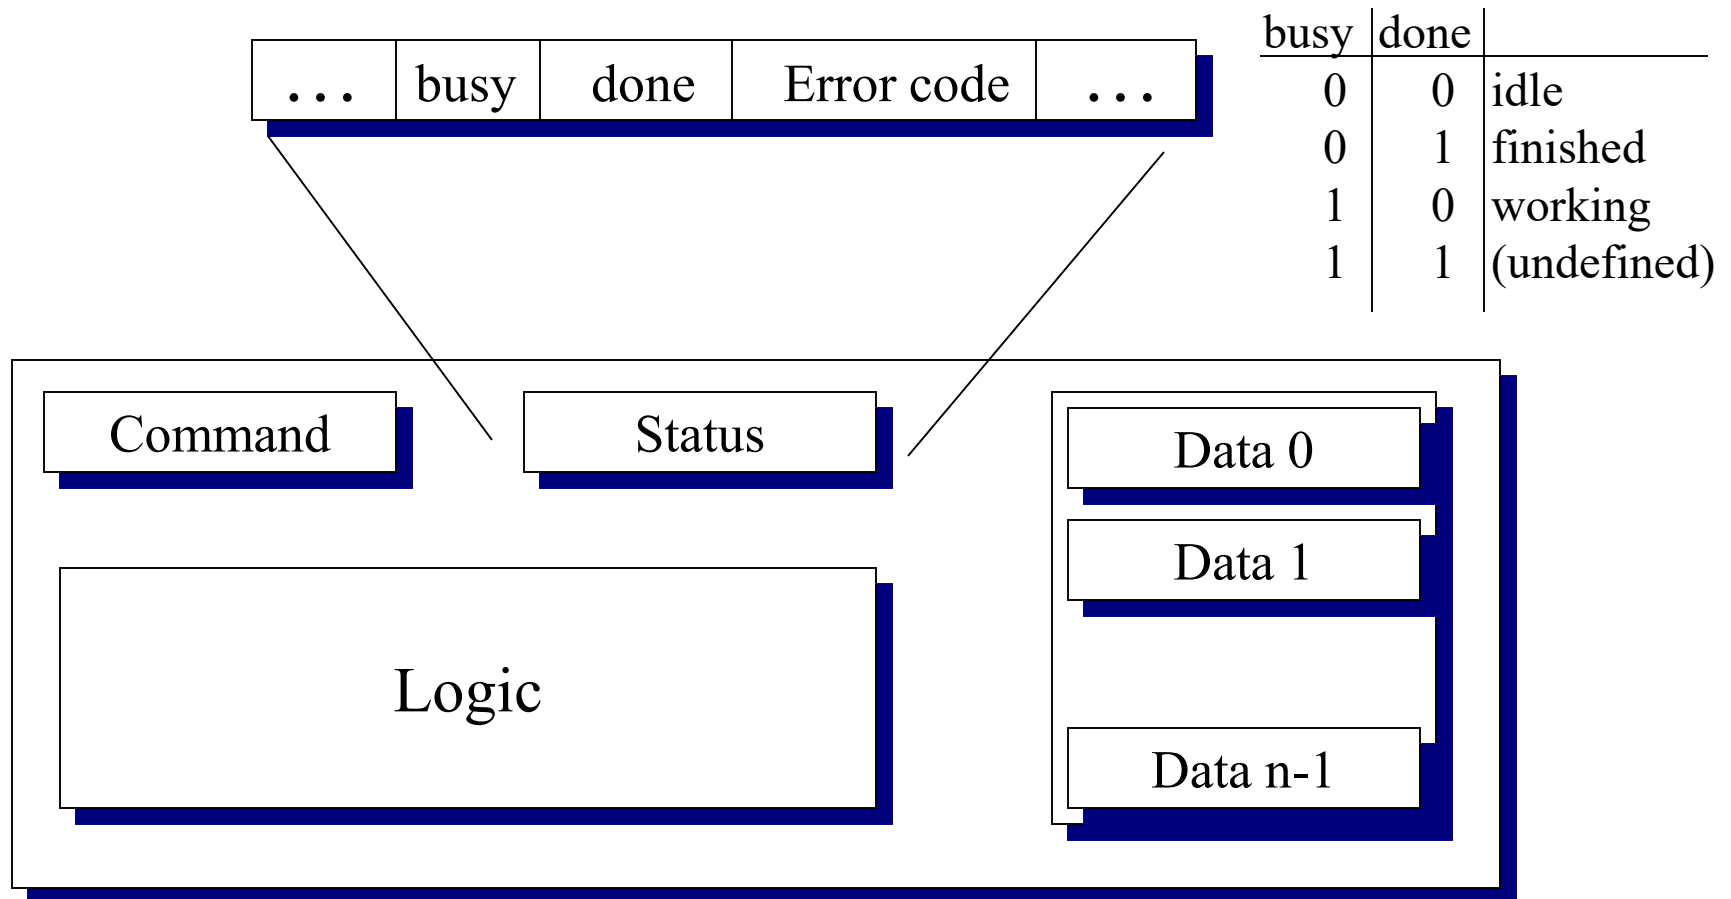 busy done
... busy done Error code ...
0 0 idle
0 1 finished
1 0 working
1 1 (undefined)
Command Status
Data 0
Data 1
Logic
Data n-1